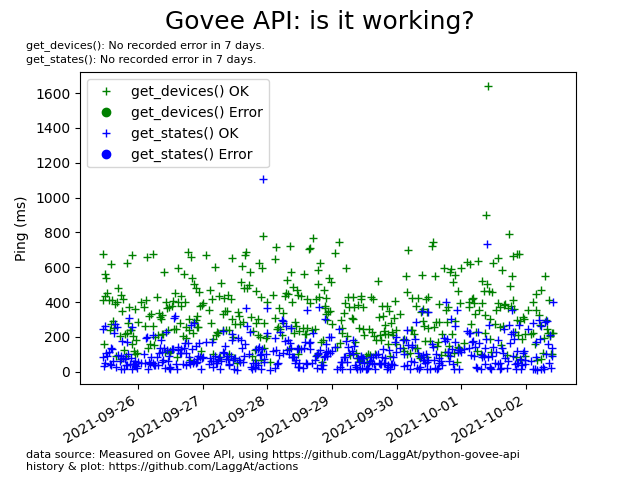 Govee API: is it working?
get_devices(): No recorded error in 7 days.
get_states(): No recorded error in 7 days.
get_devices() OK
get_devices() Error
get_states() OK
get_states() Error
Ping (ms)
1600
1400
1200
1000
800
600
400
200
0
2021-09-26
2021-09-27
2021-09-28
2021-09-29
2021-09-30
2021-10-01
2021-10-02
data source: Measured on Govee API, using https://github.com/LaggAt/python-govee-api
history & plot: https://github.com/LaggAt/actions